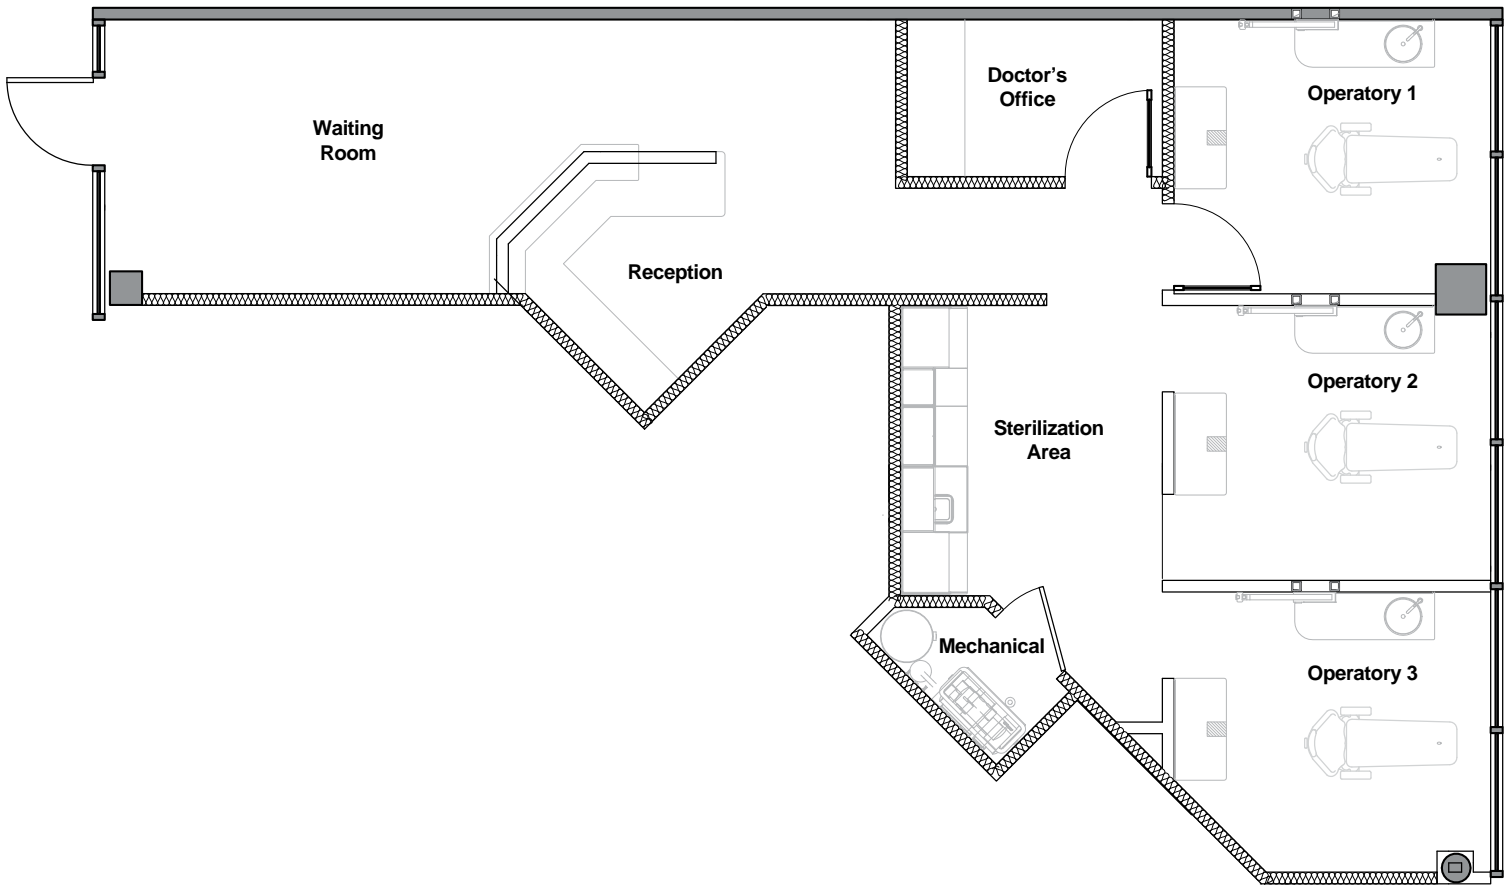 Doctor’s
Office
Operatory 1
Waiting
Room
Reception
Operatory 2
Sterilization
Area
Mechanical
Operatory 3